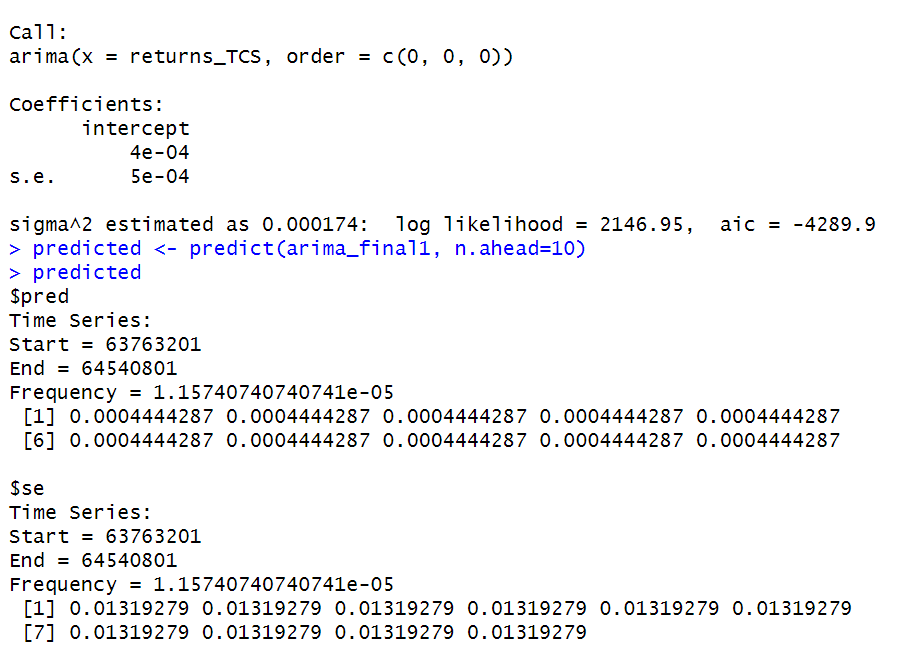 Call:
arima(x = returns_TCS, order = c(0, 0, 0))
Coefficients:
      intercept
          4e-04
s.e.      5e-04
sigma^2 estimated as 0.000174:  log likelihood = 2146.95,  aic = -4289.9
> predicted <- predict(arima_final1, n.ahead=10)
> predicted
$pred
Time Series:
Start = 63763201
End = 64540801
Frequency = 1.15740740740741e-05
 [1] 0.0004444287 0.0004444287 0.0004444287 0.0004444287 0.0004444287
 [6] 0.0004444287 0.0004444287 0.0004444287 0.0004444287 0.0004444287
$se
Time Series:
Start = 63763201
End = 64540801
Frequency = 1.15740740740741e-05
 [1] 0.01319279 0.01319279 0.01319279 0.01319279 0.01319279 0.01319279
 [7] 0.01319279 0.01319279 0.01319279 0.01319279